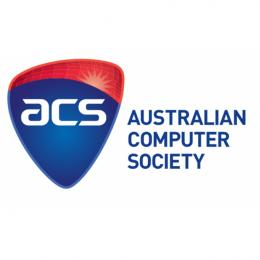 acs
AUSTRALIAN
COMPUTER
SOCIETY